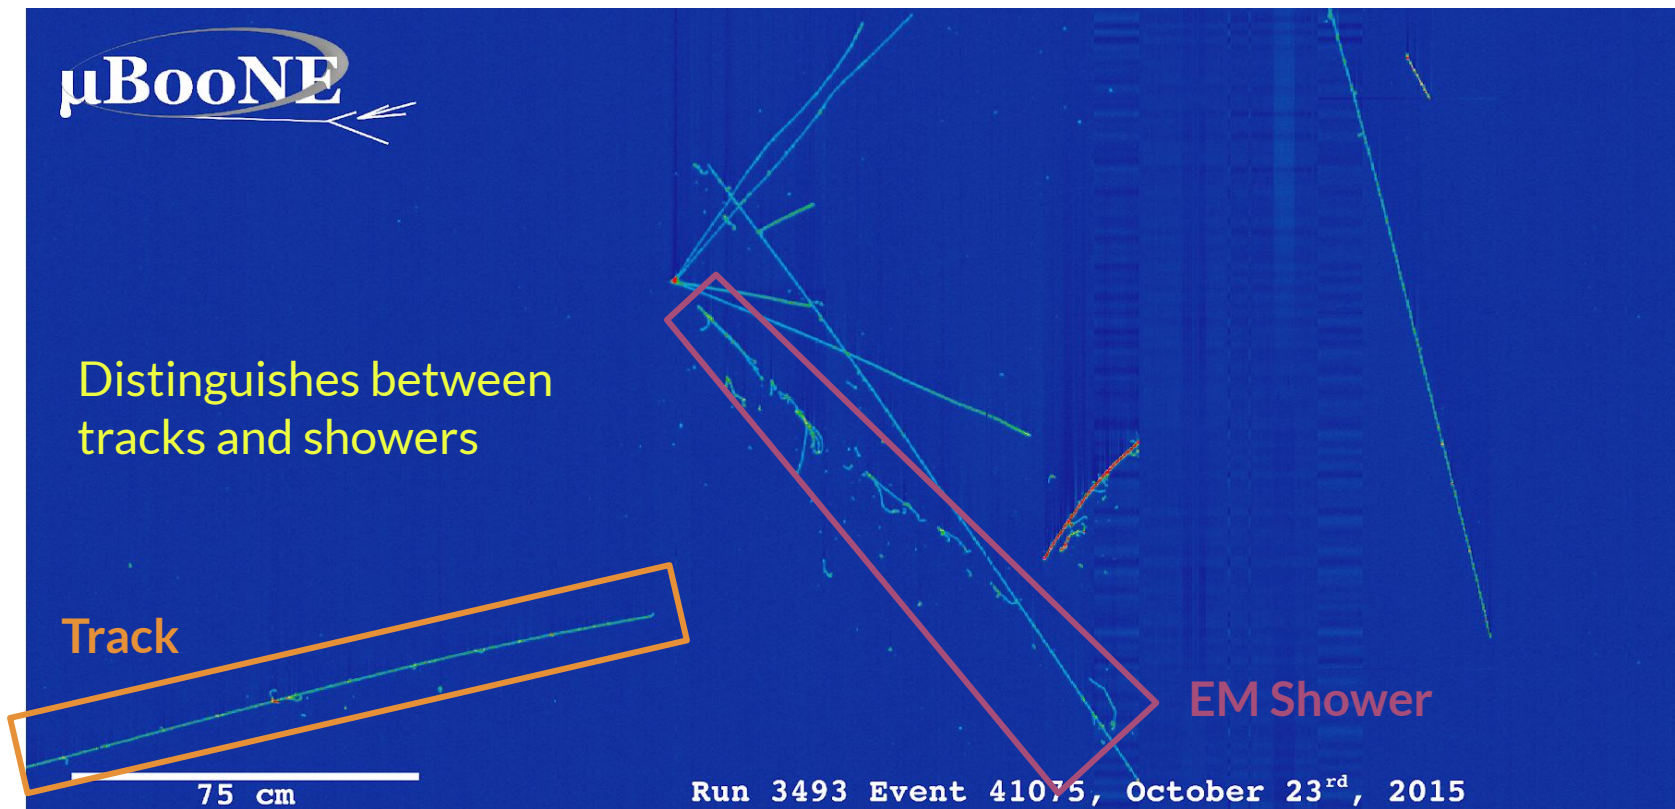 µBooNE
Distinguishes between
tracks and showers
Track
EM Shower
75 cm
Run 3493 Event 41075, October 23rd, 2015